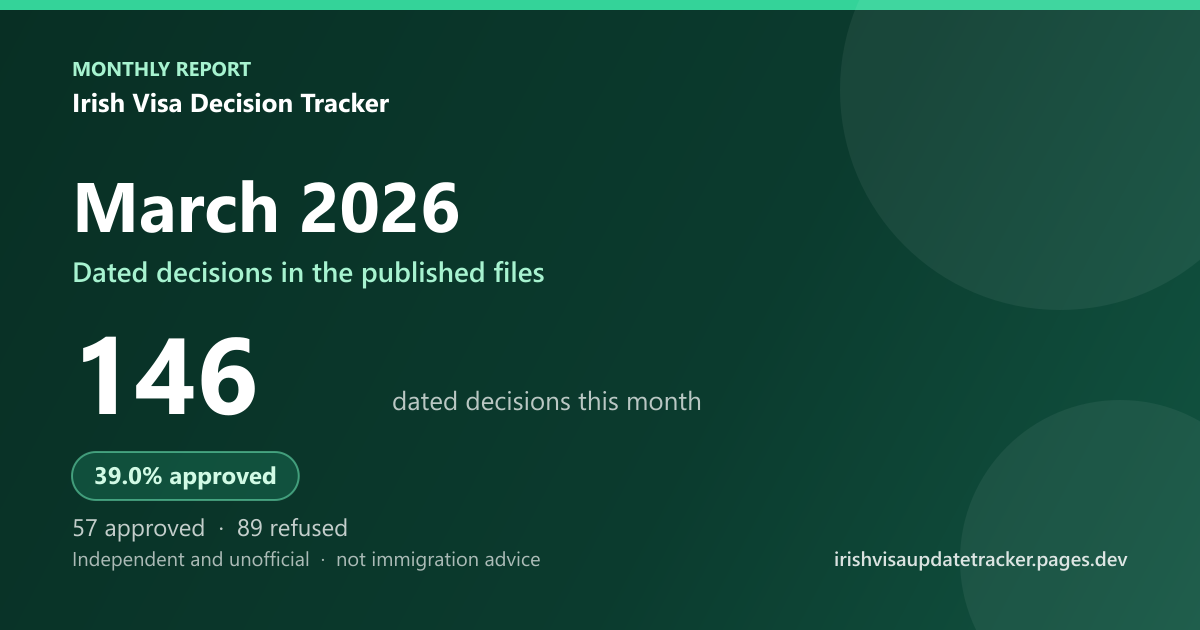 MONTHLY REPORT
Irish Visa Decision Tracker
March 2026
Dated decisions in the published files
146
dated decisions this month
39.0% approved
57 approved · 89 refused
Independent and unofficial · not immigration advice
irishvisaupdatetracker.pages.dev